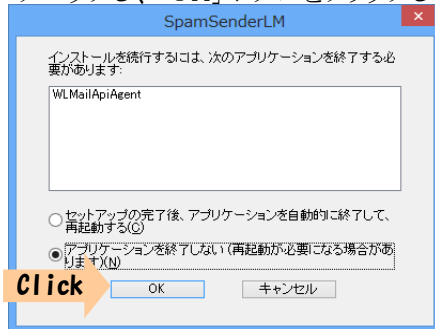 SpamSenderLM
インストールを続行するには、次のアプリケーションを終了する必
要があります:
WLMailApiAgent
セットアップの完了後、アプリケーションを自動的に終了して、
再起動する(C)
アプリケーションを終了しない (再起動が必要になる場合があ
ります)(N)
Click
OK
キャンセル